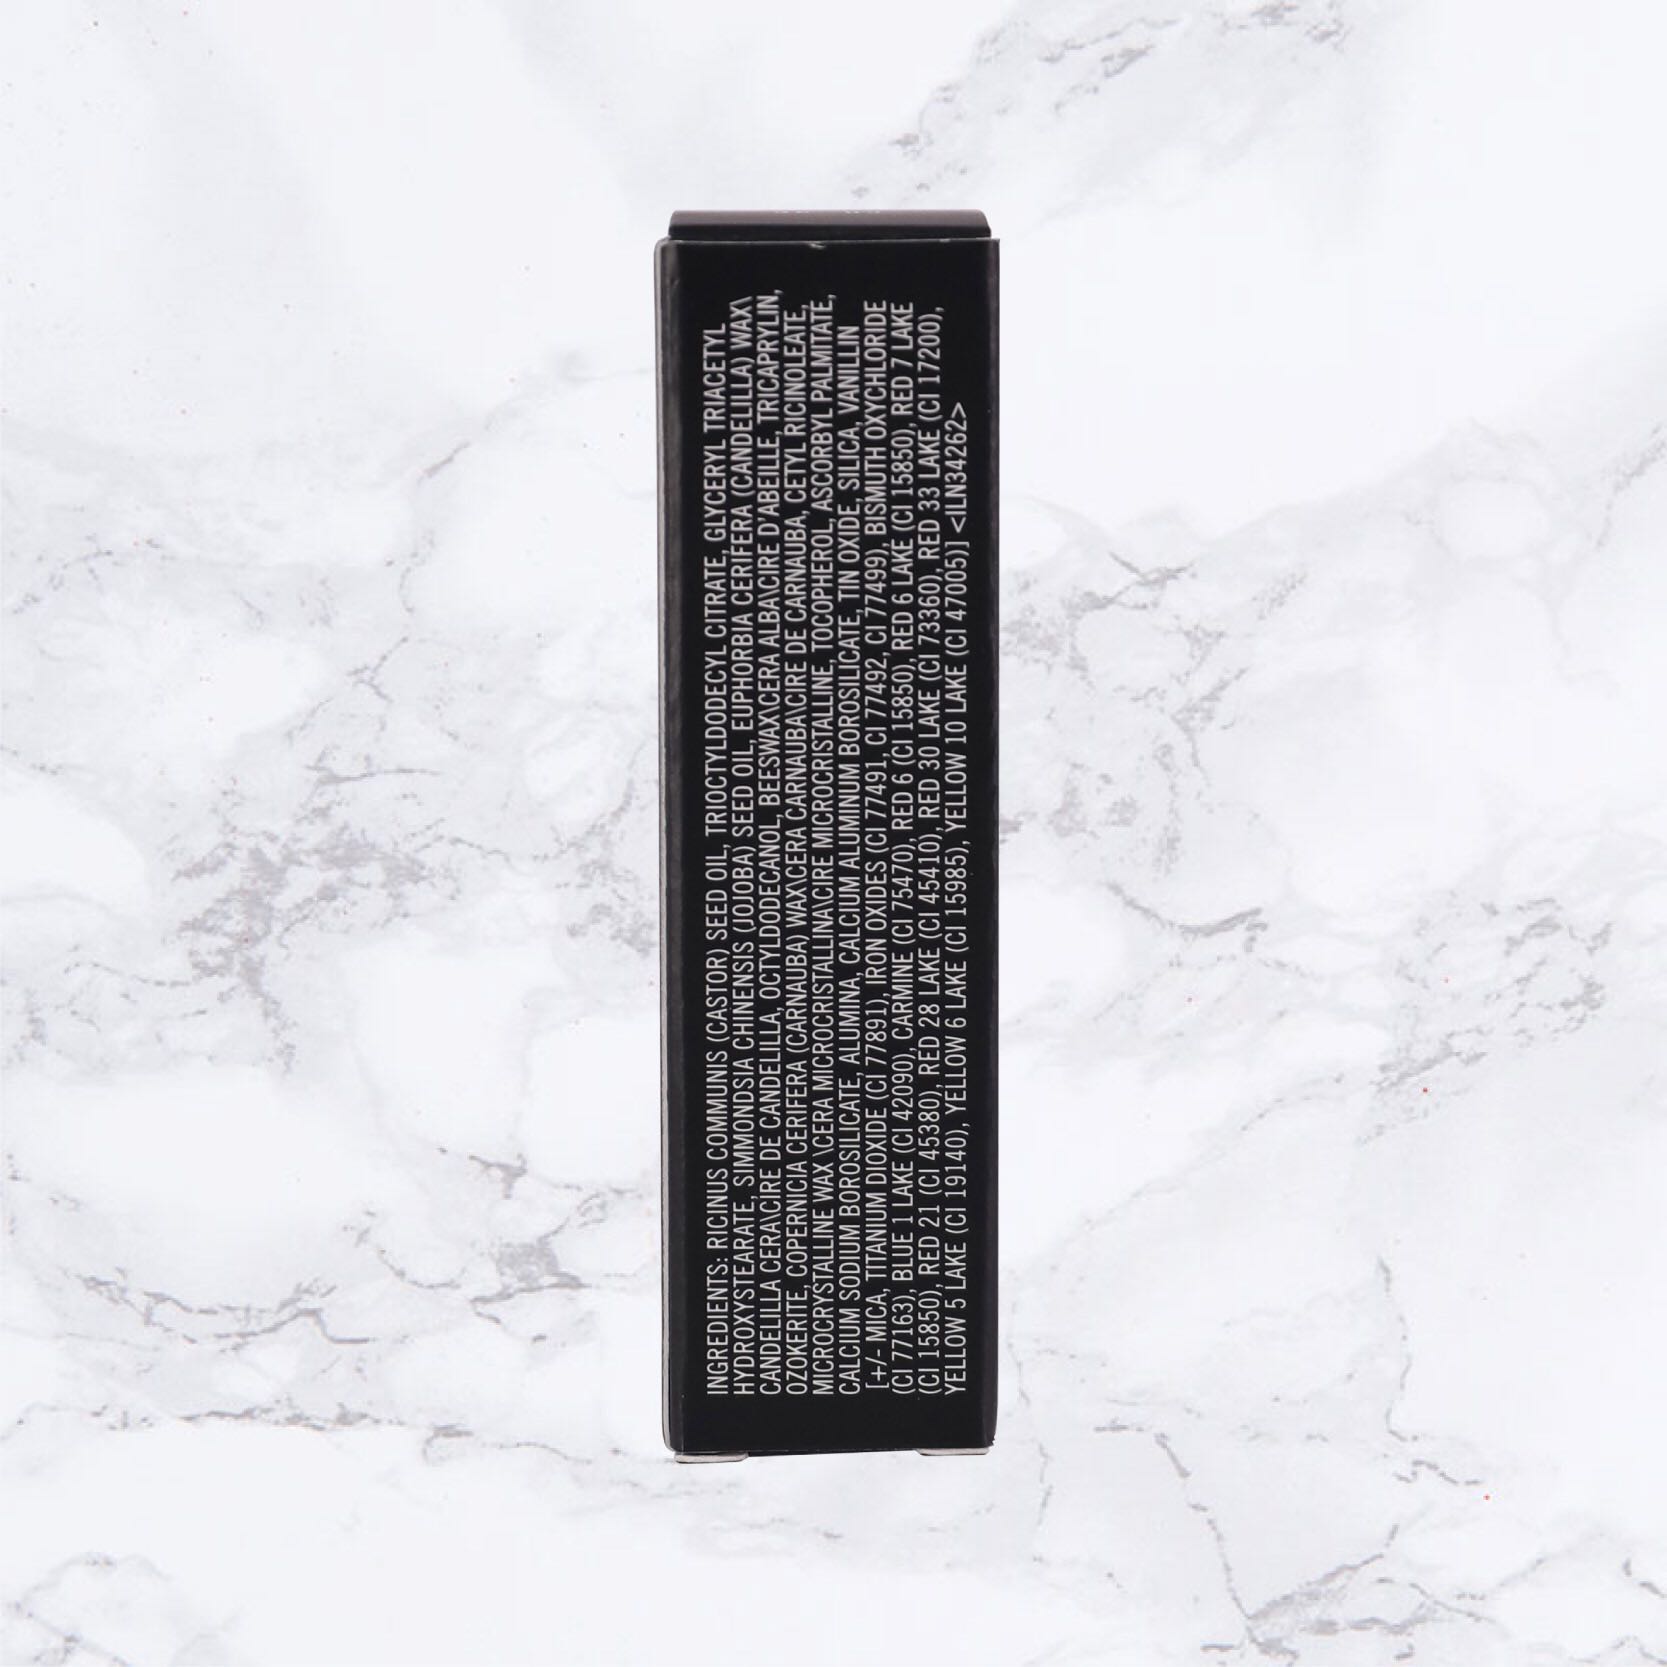 INGREDIENTS: RICINUS COMMUNIS (CASTOR) SEED OIL, TRIOCTYLDODECYL CITRATE, GLYCERYL TRIACETYL
HYDROXYSTEARATE, SIMMONDSIA CHINENSIS (JOJOBA) SEED OIL, EUPHORBIA CERIFERA (CANDELILLA) WAX\
CANDELILLA CERA\CIRE DE CANDELILLA, OCTYLDODECANOL, BEESWAX\CERA ALBA\CIRE D'ABEILLE, TRICAPRYLIN,
OZOKERITE, COPERNICIA CERIFERA (CARNAUBA) WAX\CERA CARNAUBA\CIRE DE CARNAUBA, CETYL RICINOLEATE,
MICROCRYSTALLINE WAX \CERA MICROCRISTALLINA\CIRE MICROCRISTALLINE, TOCOPHEROL, ASCORBYL PALMITATE,
CALCIUM SODIUM BOROSILICATE, ALUMINA, CALCIUM ALUMINUM BOROSILICATE, TIN OXIDE, SILICA, VANILLIN
[+/- MICA, TITANIUM DIOXIDE (CI 77891), IRON OXIDES (CI 77491, CI 77492, CI 77499), BISMUTH OXYCHLORIDE
(CI 77163), BLUE 1 LAKE (CI 42090), CARMINE (CI 75470), RED 6 (CI 15850), RED 6 LAKE (CI 15850), RED 7 LAKE
(CI 15850), RED 21 (CI 45380), RED 28 LAKE (CI 45410), RED 30 LAKE (CI 73360), RED 33 LAKE (CI 17200),
YELLOW 5 LAKE (CI 19140), YELLOW 6 LAKE (CI 15985), YELLOW 10 LAKE (CI 47005)] <ILN34262>